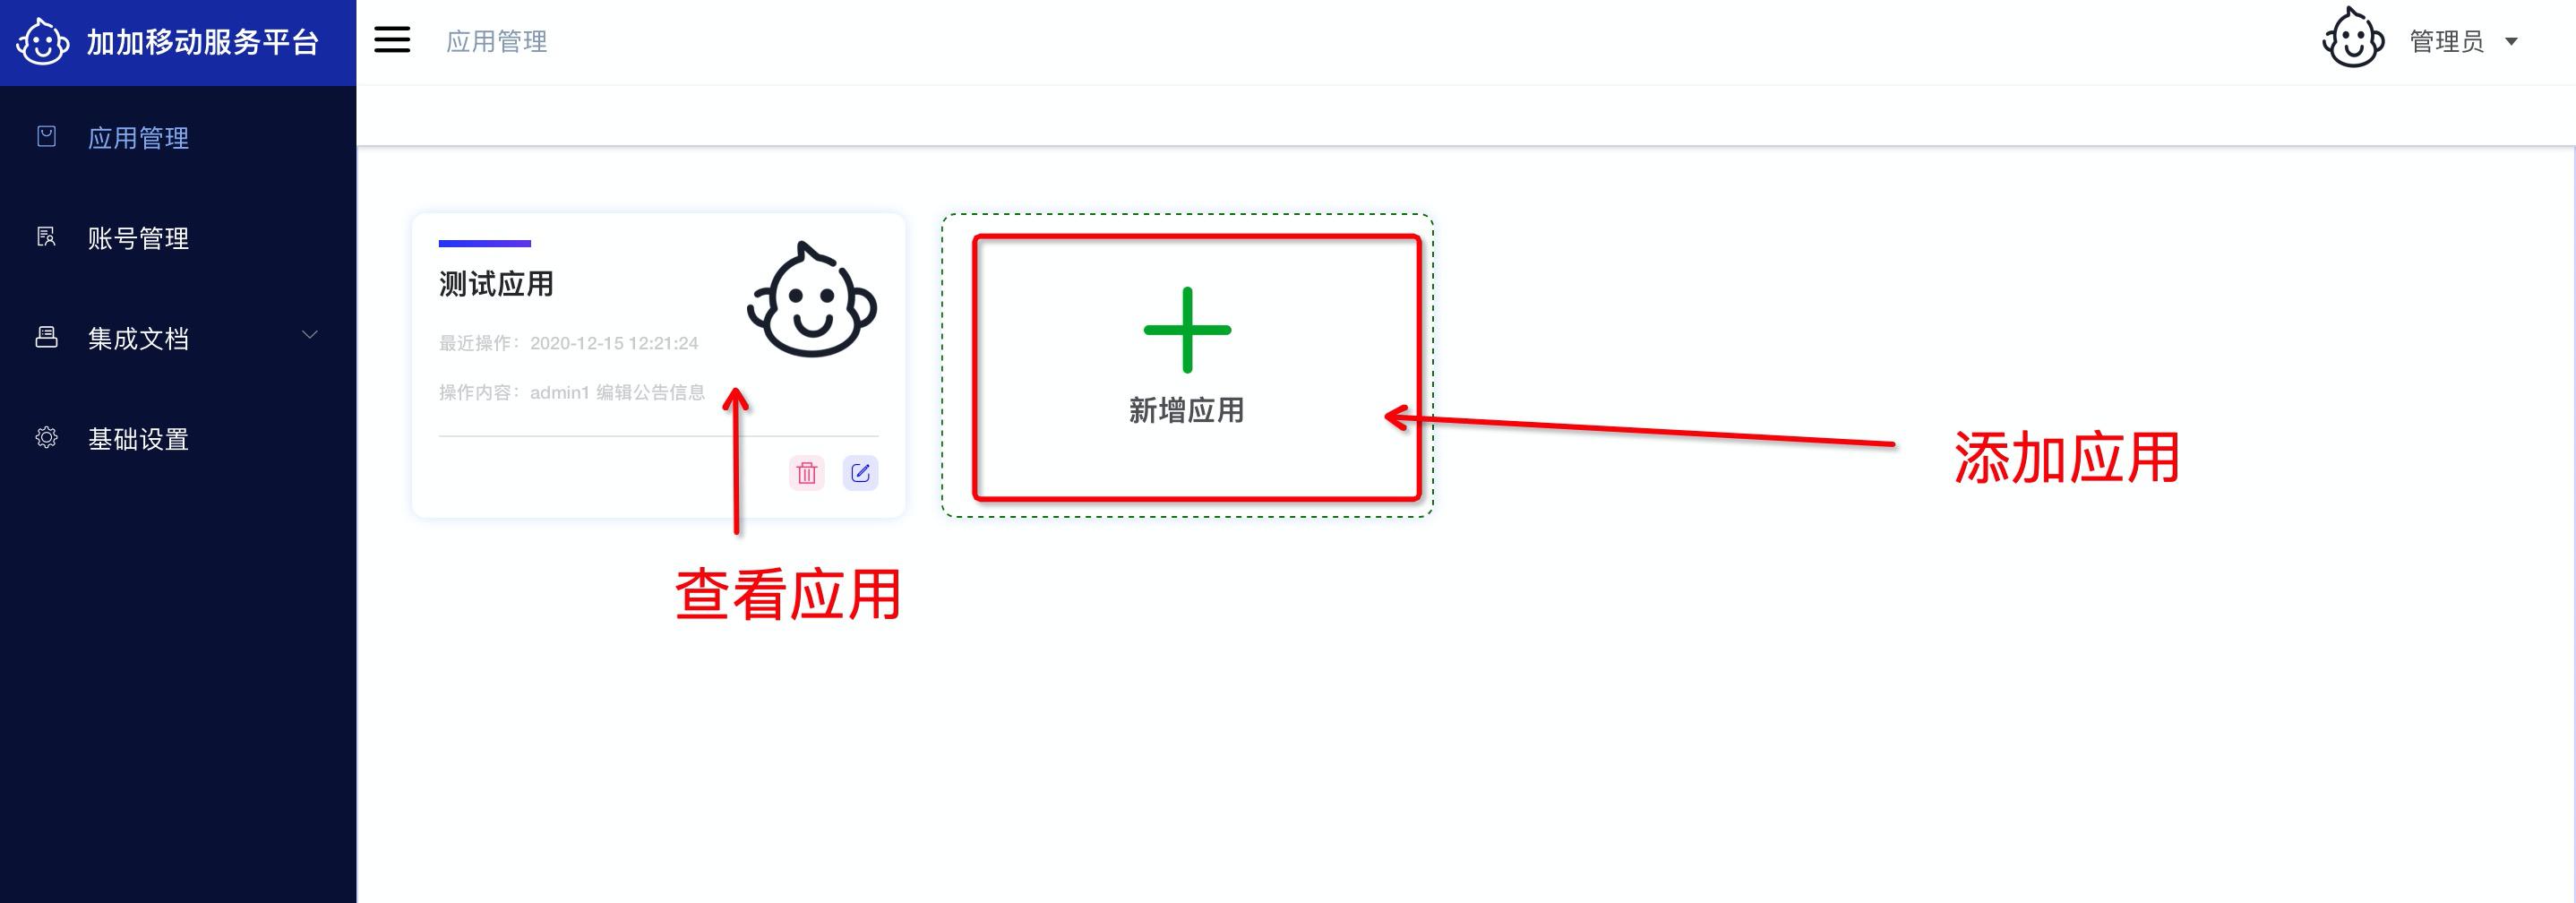 加加移动服务平台
应用管理
管理员
应用管理
账号管理
集成文档
基础设置
测试应用
最近操作：2020-12-15 12:21:24
操作内容：admin1 编辑公告信息
新增应用
添加应用
查看应用